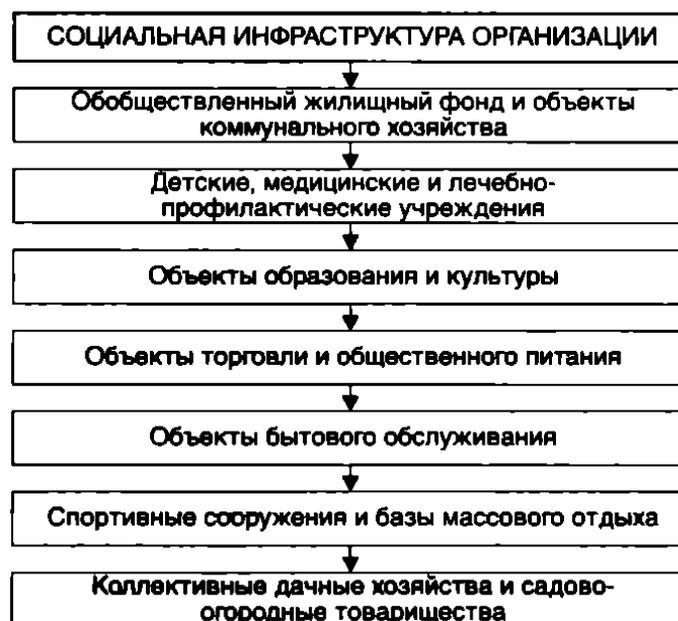 СОЦИАЛЬНАЯ ИНФРАСТРУКТУРА ОРГАНИЗАЦИИ
Обобществленный жилищный фонд и объекты
коммунального хозяйства
Детские, медицинские и лечебно-
профилактические учреждения
Объекты образования и культуры
Объекты торговли и общественного питания
Объекты бытового обслуживания
Спортивные сооружения и базы массового отдыха
Коллективные дачные хозяйства и садово-
огородные товарищества